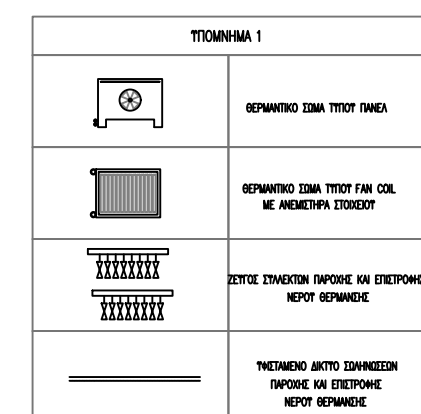 ΥΠΟΜΝΗΜΑ 1
ΘΕΡΜΑΝΤΙΚΟ ΣΩΜΑ ΤΥΠΟΥ ΠΑΝΕΛ
ΘΕΡΜΑΝΤΙΚΟ ΣΩΜΑ ΤΥΠΟΥ FAN COIL
ΜΕ ΑΝΕΜΙΣΤΗΡΑ ΣΤΟΙΧΕΙΟΥ
ΖΕΥΓΟΣ ΣΥΛΛΕΚΤΩΝ ΠΑΡΟΧΗΣ ΚΑΙ ΕΠΙΣΤΡΟΦΗΣ
ΝΕΡΟΥ ΘΕΡΜΑΝΣΗΣ
ΥΦΙΣΤΑΜΕΝΟ ΔΙΚΤΥΟ ΣΩΛΗΝΩΣΕΩΝ
ΠΑΡΟΧΗΣ ΚΑΙ ΕΠΙΣΤΡΟΦΗΣ
ΝΕΡΟΥ ΘΕΡΜΑΝΣΗΣ